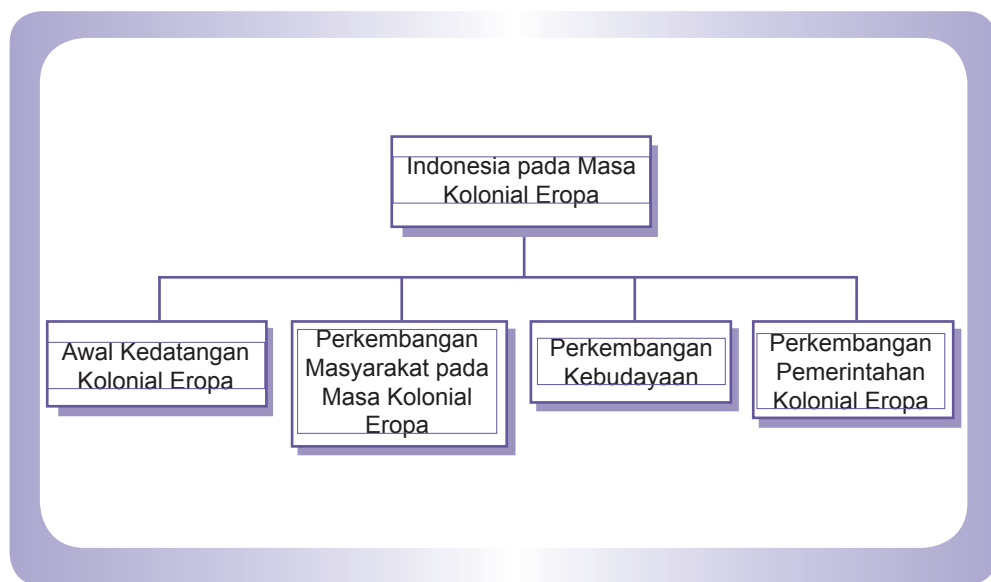 Indonesia pada Masa
Kolonial Eropa
Awal Kedatangan
Kolonial Eropa
Perkembangan
Masyarakat pada
Masa Kolonial
Eropa
Perkembangan
Kebudayaan
Perkembangan
Pemerintahan
Kolonial Eropa